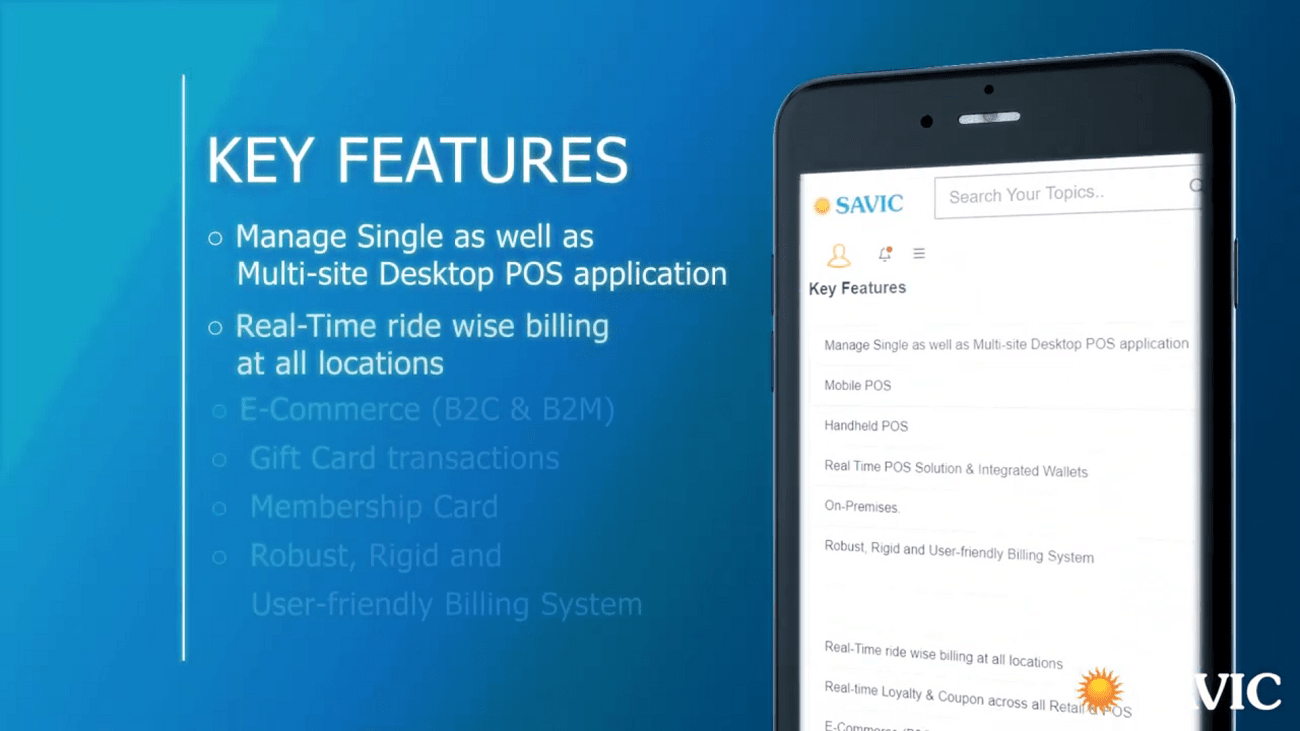 KEY FEATURES
○ Manage Single as well as
Multi-site Desktop POS application
○ Real-Time ride wise billing
at all locations
○ E-Commerce (B2C & B2M)
○ Gift Card transactions
○ Membership Card
○ Robust, Rigid and
User-friendly Billing System
SAVIC
Search Your Topics..
Key Features
Manage Single as well as Multi-site Desktop POS application
Mobile POS
Handheld POS
Real Time POS Solution & Integrated Wallets
On-Premises.
Robust, Rigid and User-friendly Billing System
Real-Time ride wise billing at all locations
Real-time Loyalty & Coupon across all Retail & POS
E-Commerce
SAVIC